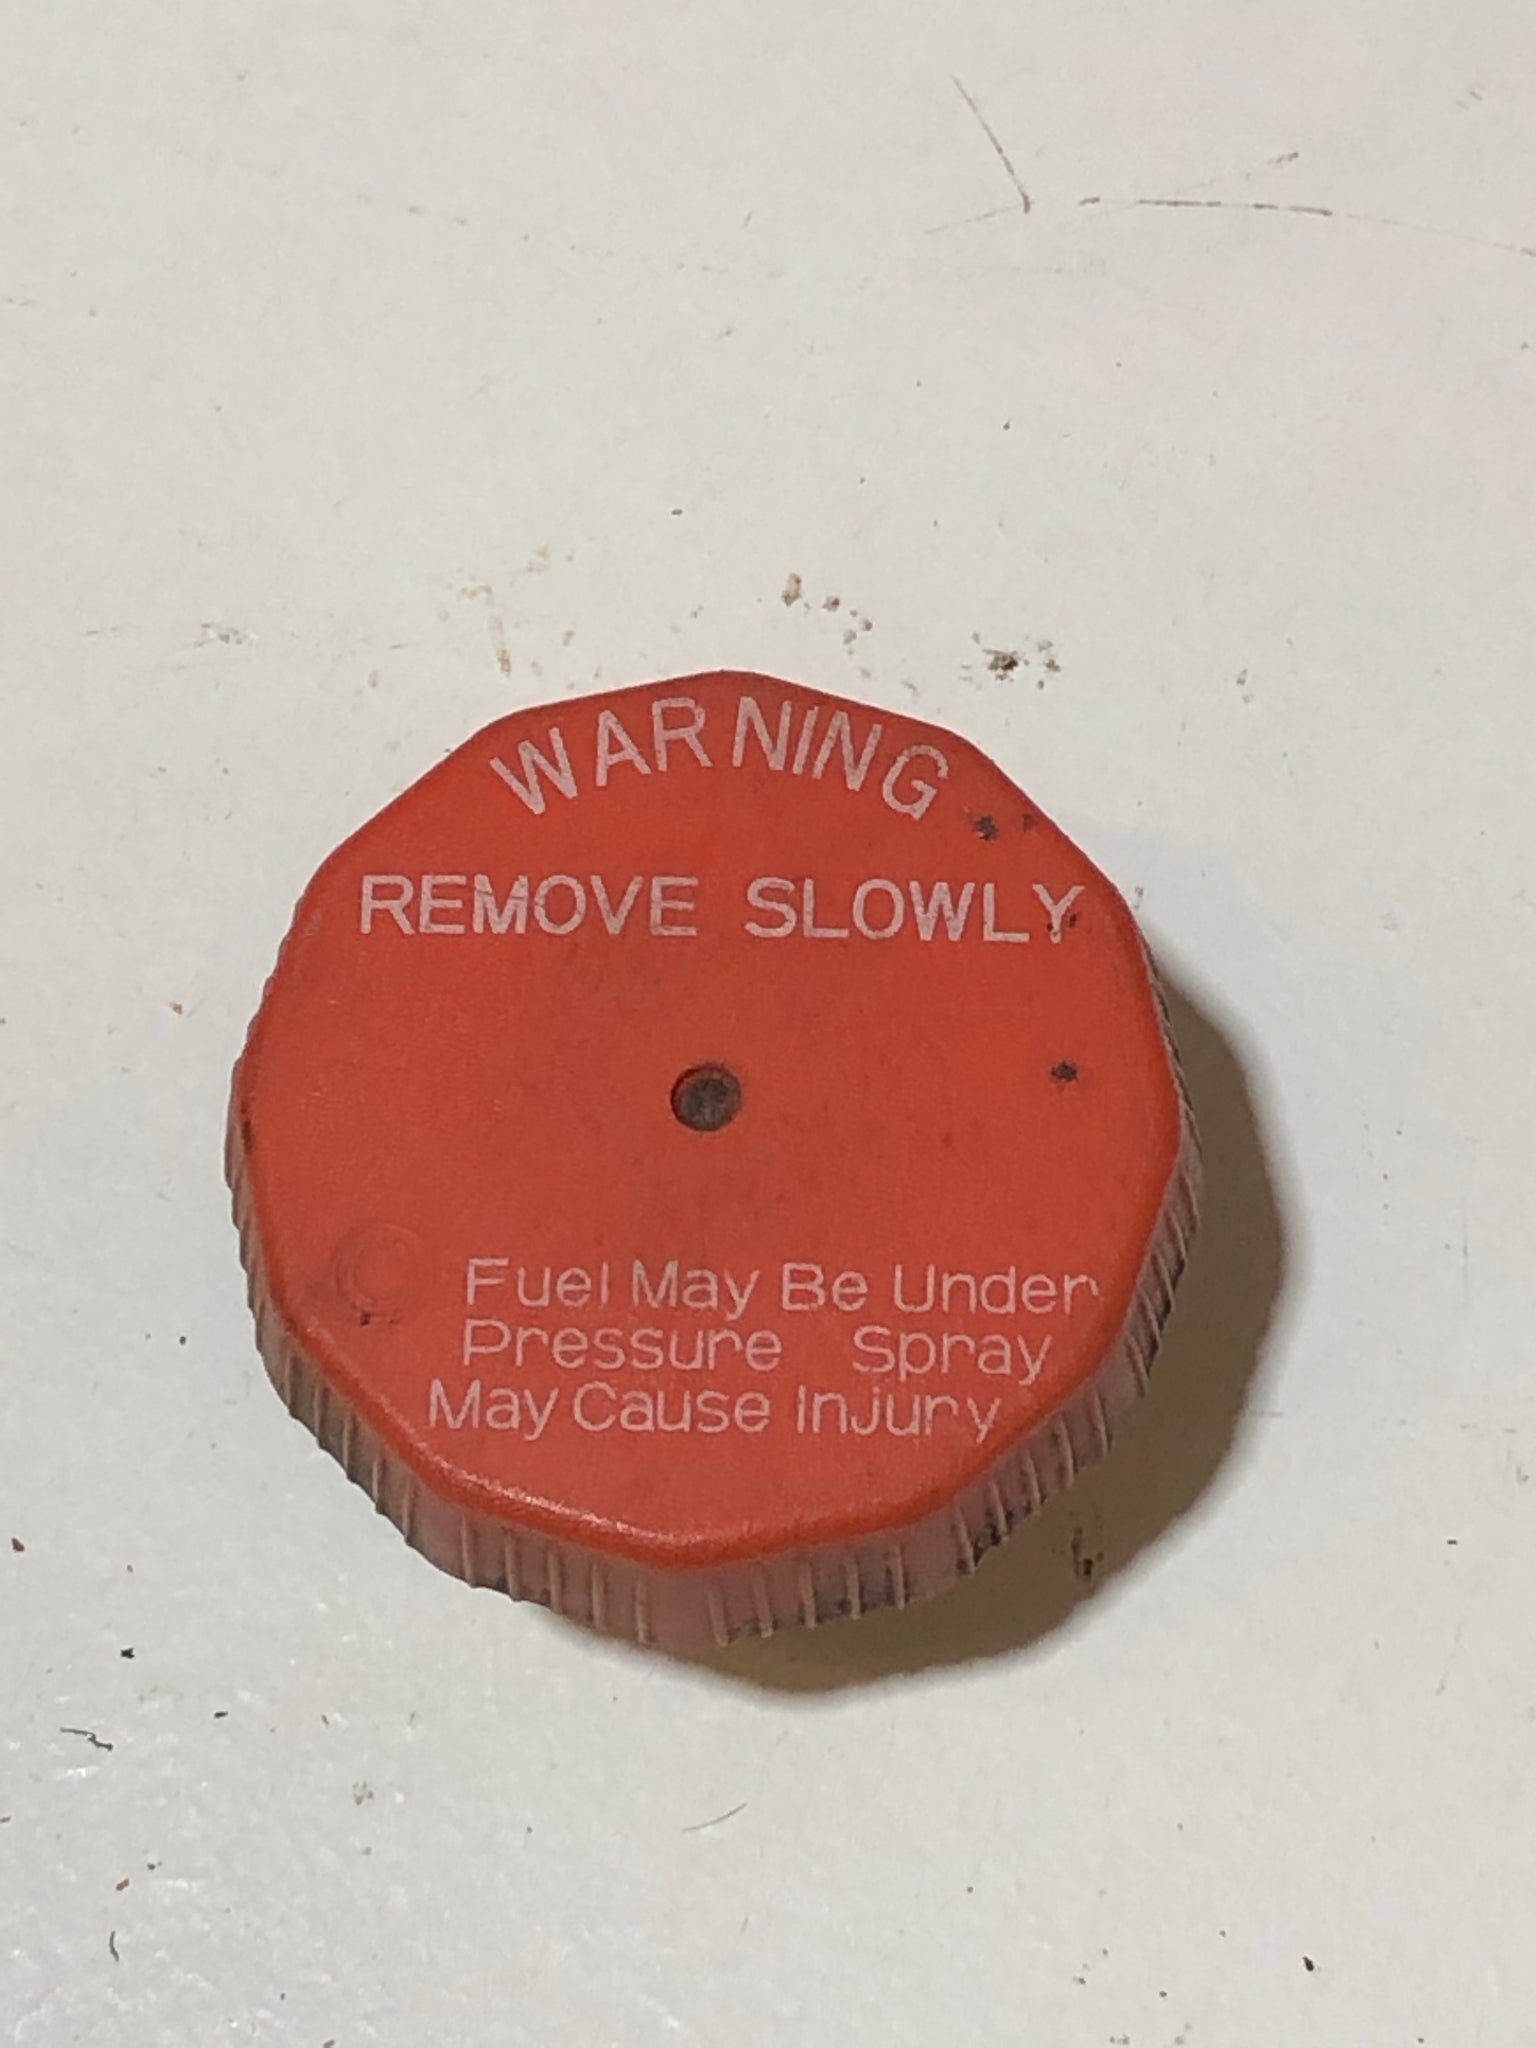 WARNING
REMOVE SLOWLY
Fuel May Be Under
Pressure Spray
May Cause Injury